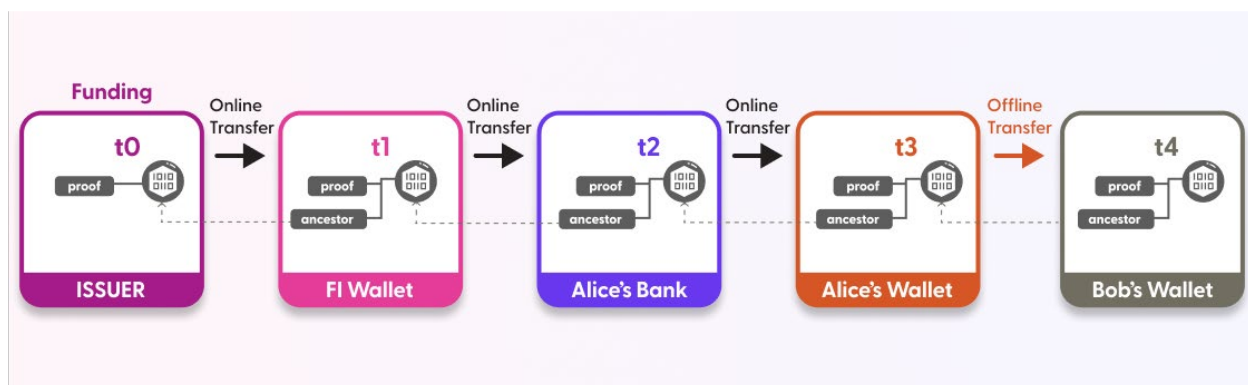 Funding
t0
proof
ISSUER
Online
Transfer
t1
proof
ancestor
FI Wallet
Online
Transfer
t2
proof
ancestor
Alice's Bank
Online
Transfer
t3
proof
ancestor
Alice's Wallet
Offline
Transfer
t4
proof
ancestor
Bob's Wallet